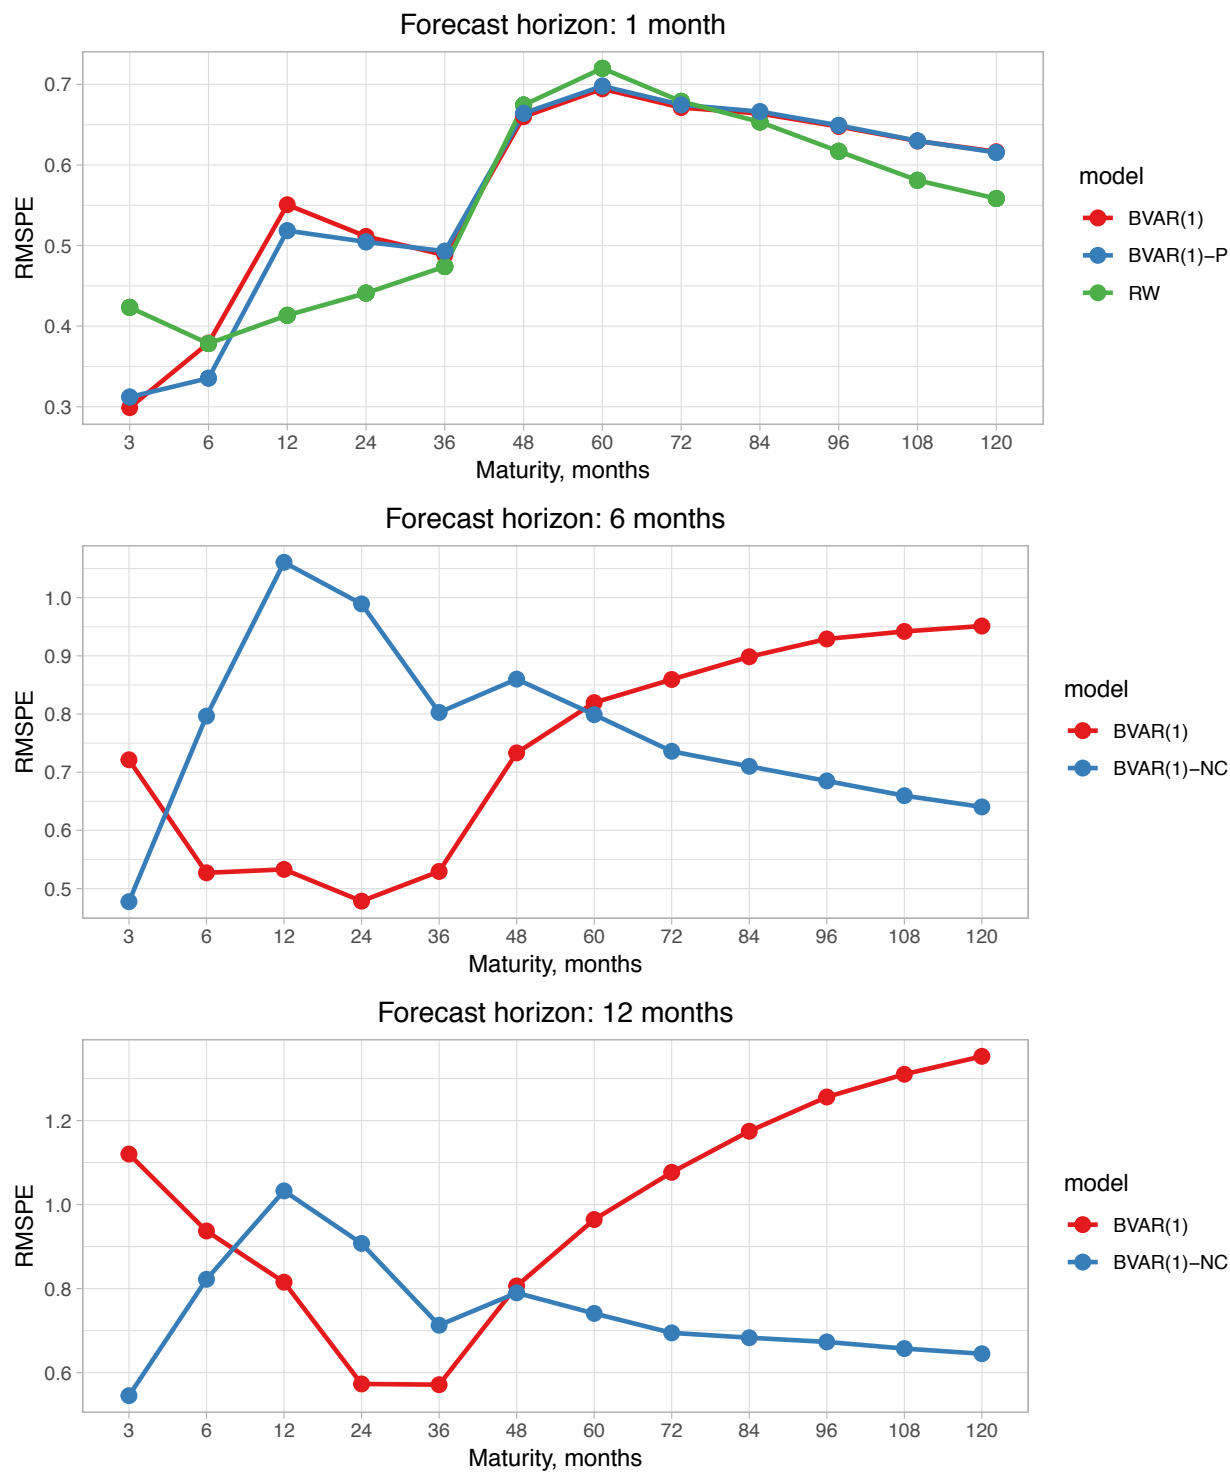 Forecast horizon: 1 month
RMSPE
0.7
0.6
0.5
0.4
0.3
3 6 12 24 36 48 60 72 84 96 108 120
Maturity, months
model
BVAR(1)
BVAR(1)−P
RW
Forecast horizon: 6 months
RMSPE
1.0
0.9
0.8
0.7
0.6
0.5
3 6 12 24 36 48 60 72 84 96 108 120
Maturity, months
model
BVAR(1)
BVAR(1)−NC
Forecast horizon: 12 months
RMSPE
1.2
1.0
0.8
0.6
3 6 12 24 36 48 60 72 84 96 108 120
Maturity, months
model
BVAR(1)
BVAR(1)−NC